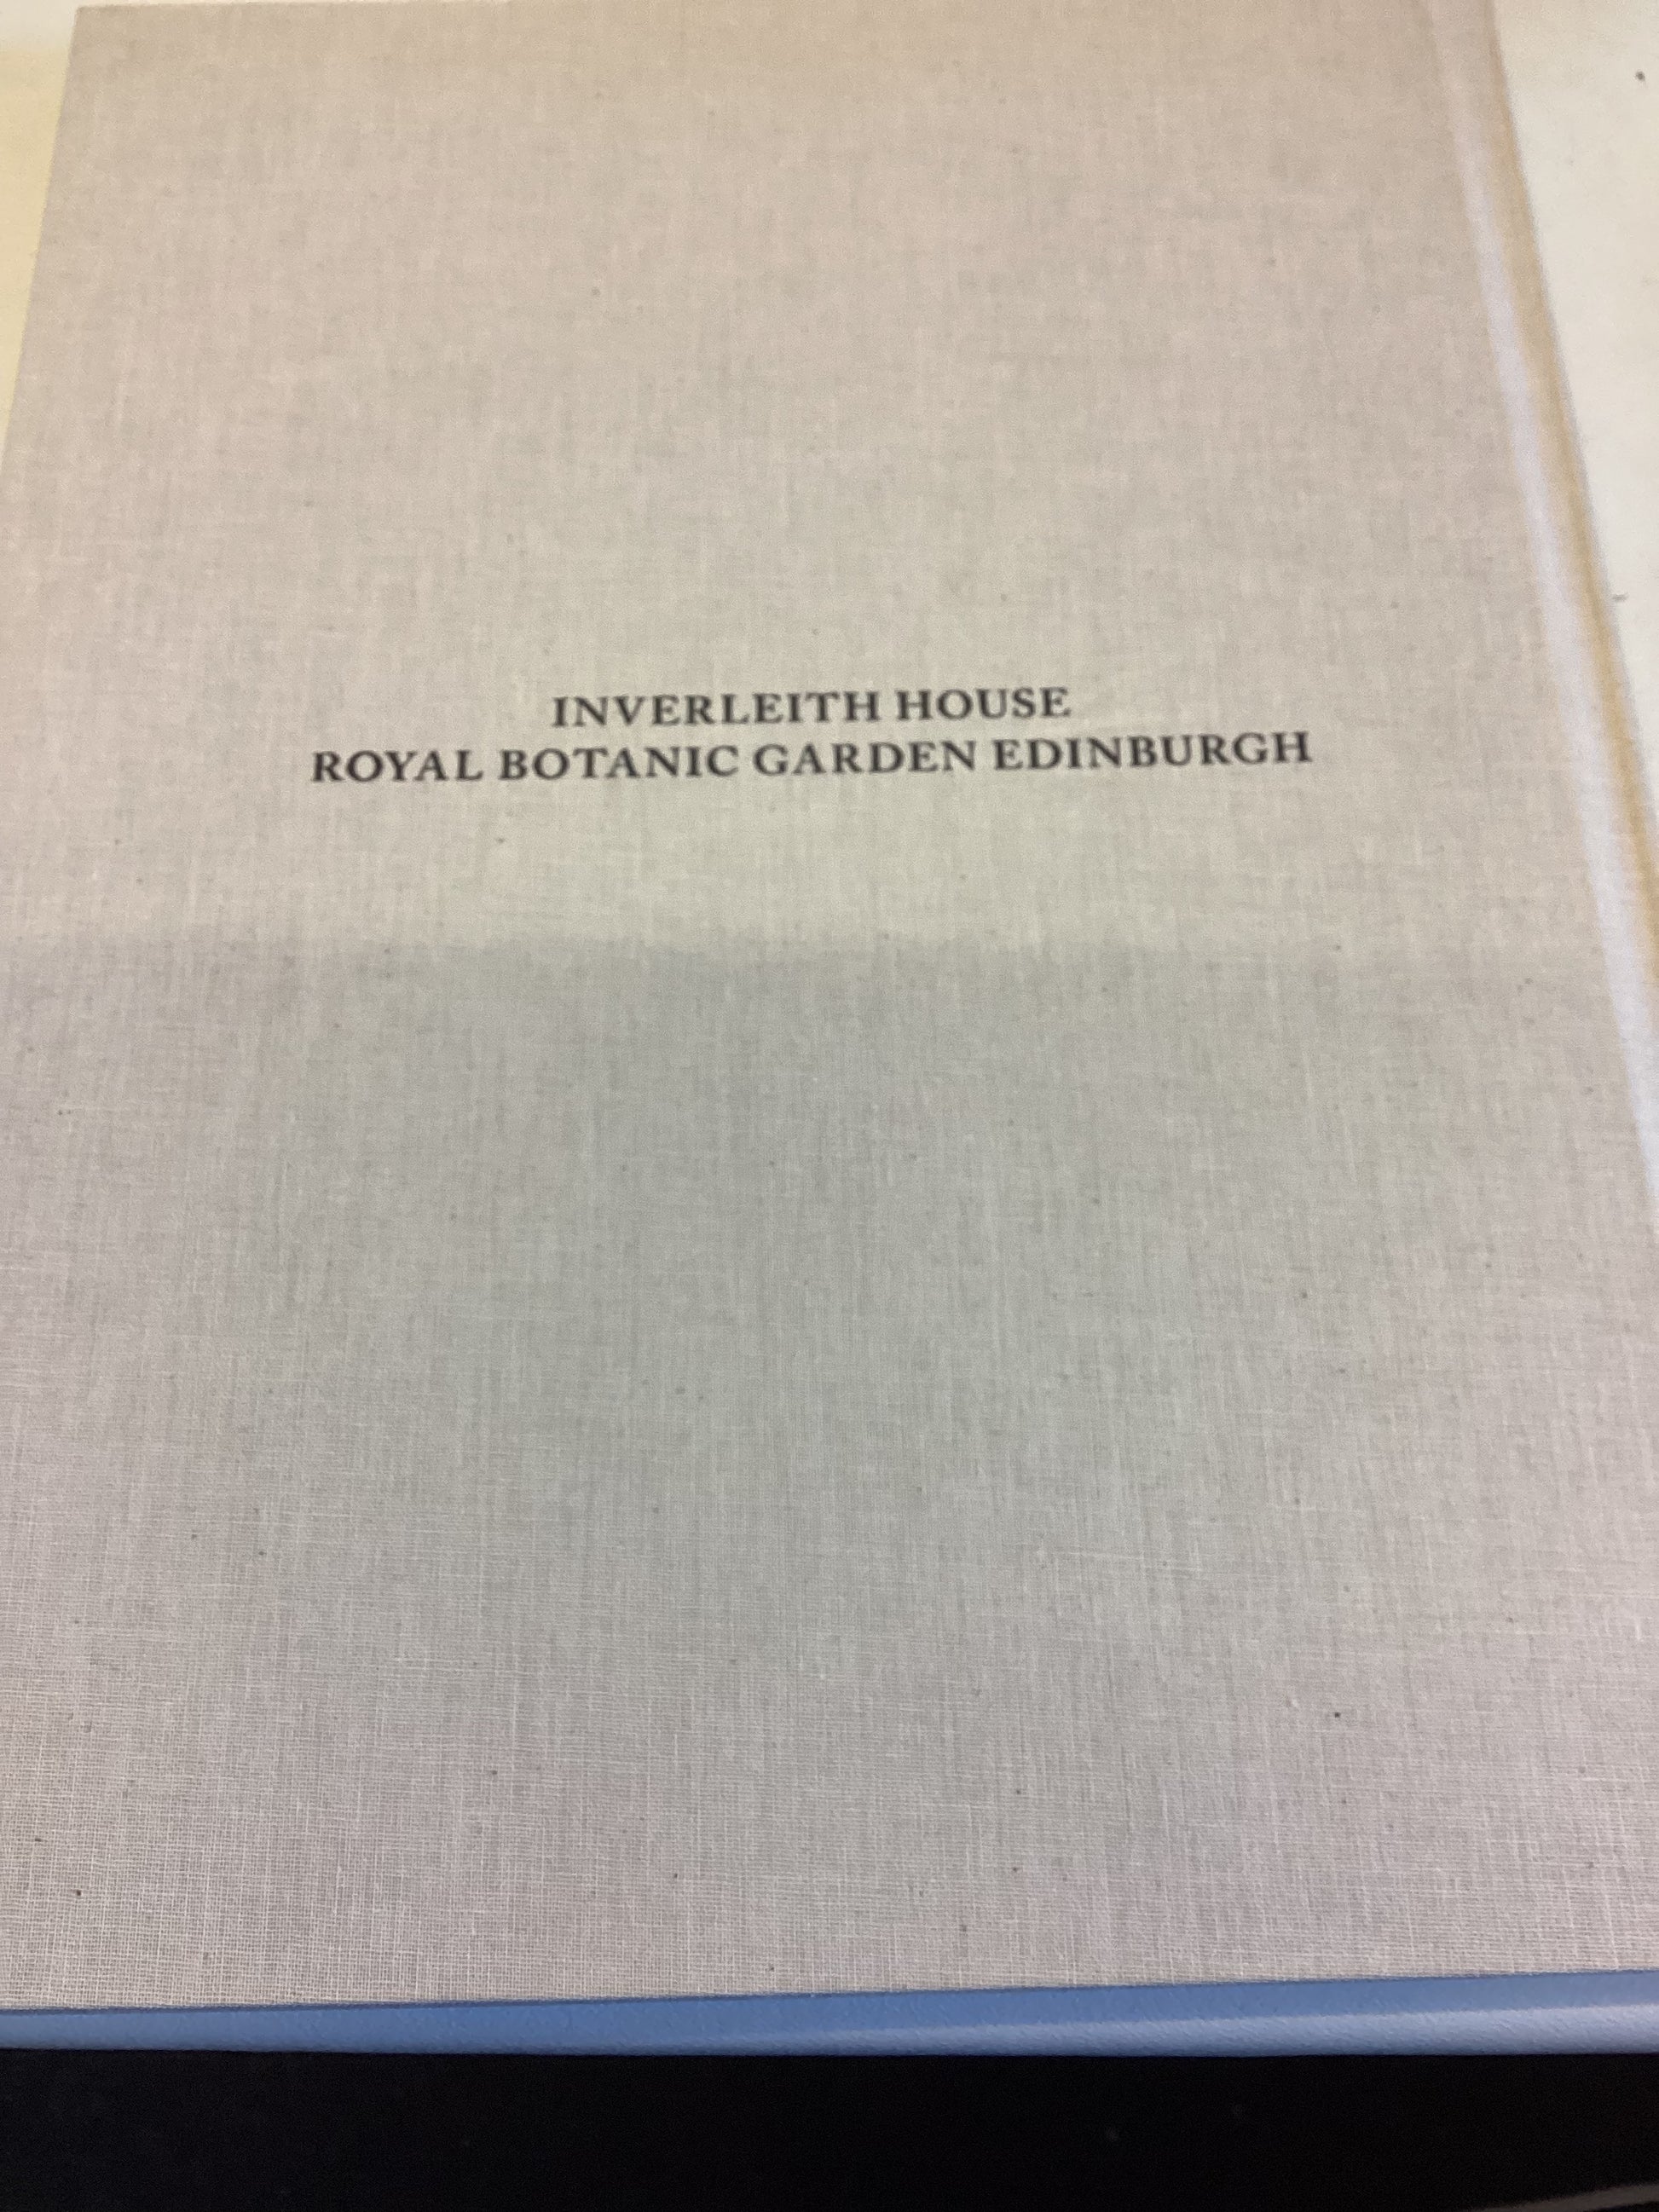 INVERLEITH HOUSE
ROYAL BOTANIC GARDEN EDINBURGH